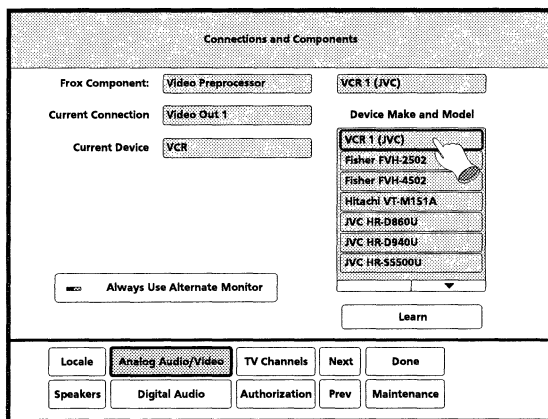 Connections and Components
Frox Component: Video Preprocessor VCR 1 (JVC)
Current Connection Video Out 1 Device Make and Model
Current Device VCR
VCR 1 (JVC)
Fisher FVH-2502
Fisher FVH-4502
Hitachi VT-M151A
JVC HR-D860U
JVC HR-D940U
JVC HR-S5500U
Always Use Alternate Monitor
Learn
Locale Analog Audio/Video TV Channels Next Done
Speakers Digital Audio Authorization Prev Maintenance